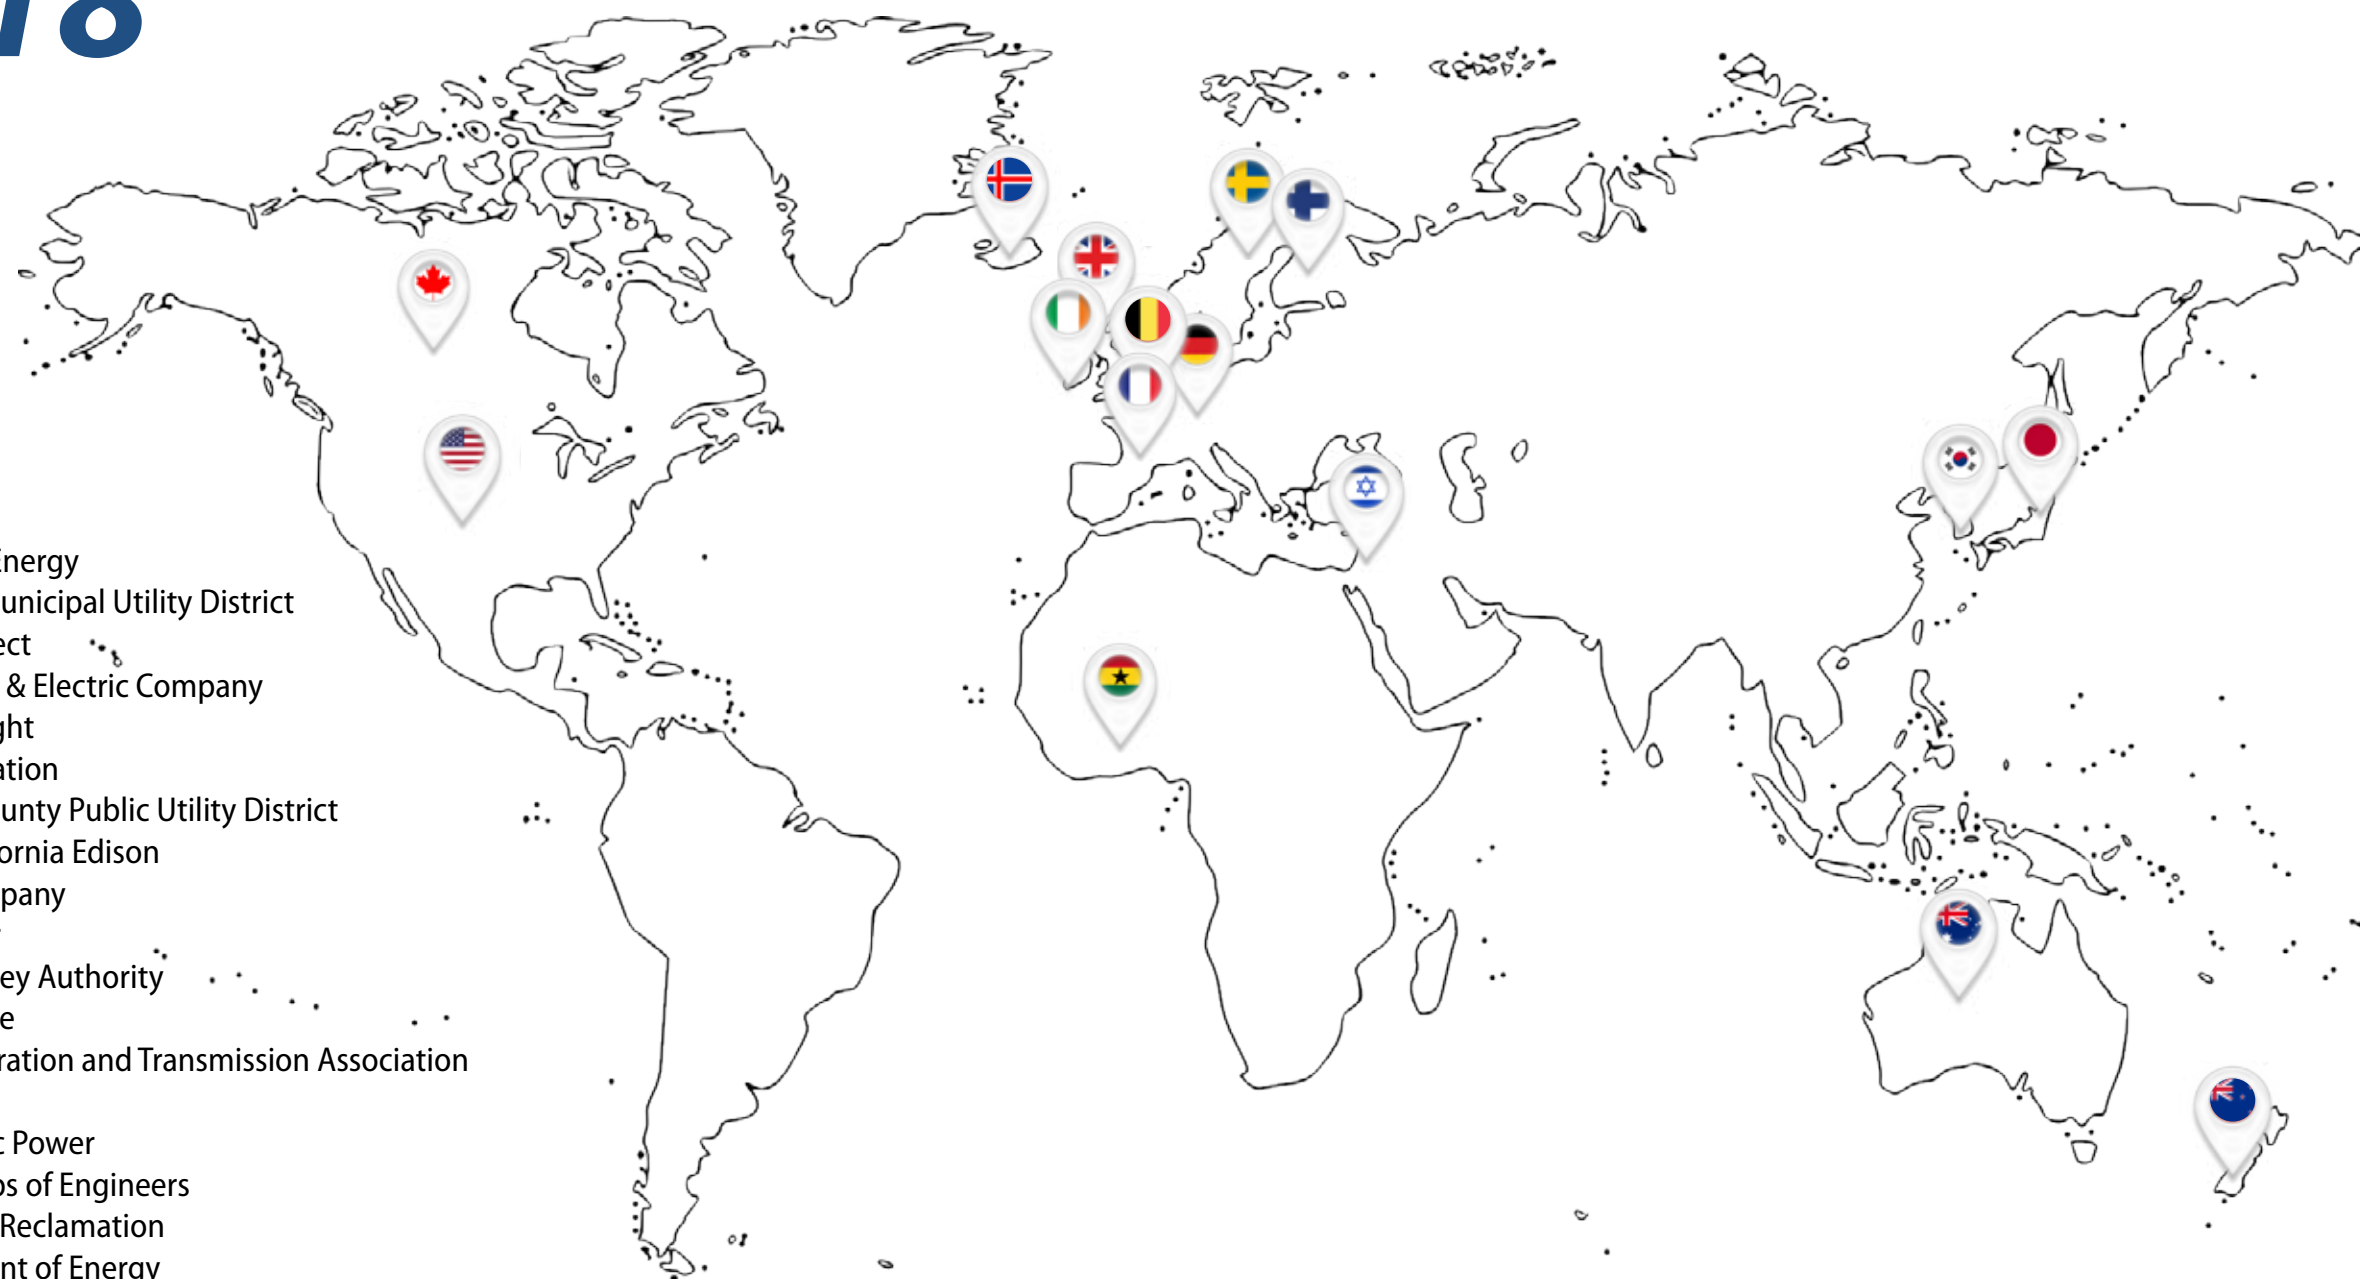 18
Energy
unicipal Utility District
ect
& Electric Company
ght
ation
unty Public Utility District
ornia Edison
pany
ey Authority
e
ration and Transmission Association
c Power
os of Engineers
Reclamation
nt of Energy